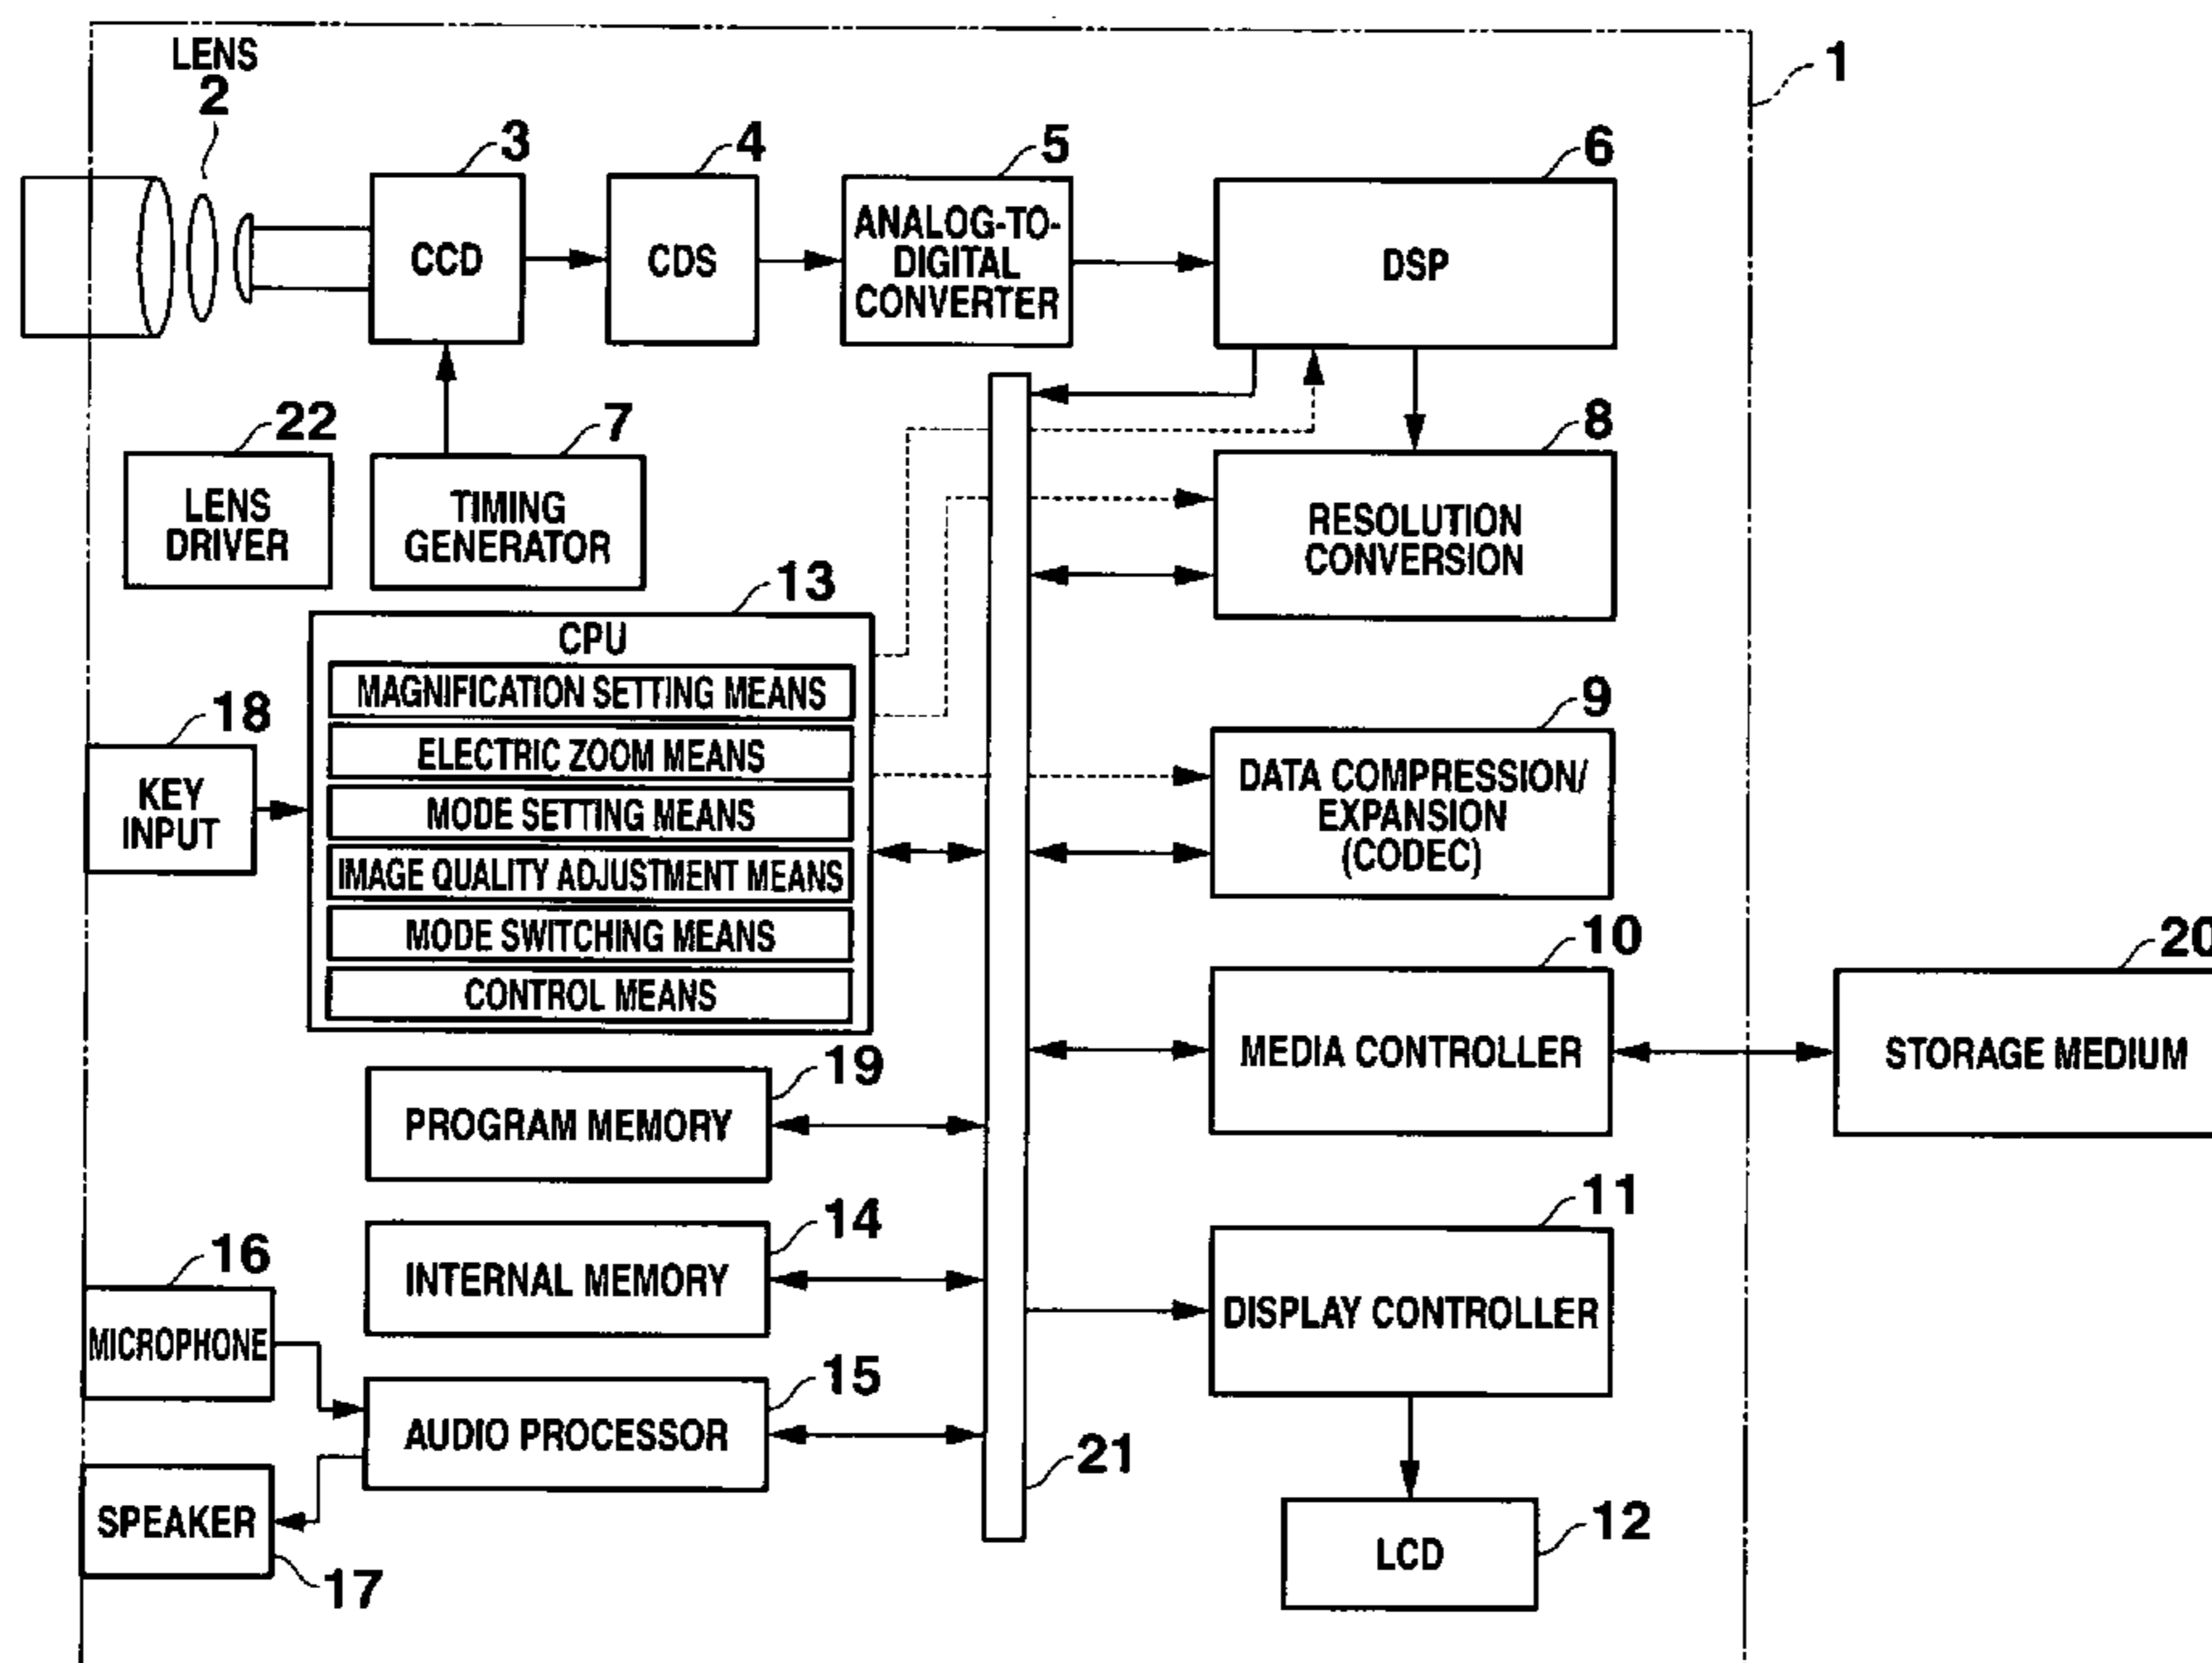 LENS
2
1
3
4
5
6
CCD
CDS
ANALOG-TO-
DIGITAL
CONVERTER
DSP
22
7
8
LENS
DRIVER
TIMING
GENERATOR
RESOLUTION
CONVERSION
13
CPU
MAGNIFICATION SETTING MEANS
ELECTRIC ZOOM MEANS
MODE SETTING MEANS
IMAGE QUALITY ADJUSTMENT MEANS
MODE SWITCHING MEANS
CONTROL MEANS
18
KEY
INPUT
9
DATA COMPRESSION/
EXPANSION
(CODEC)
10
MEDIA CONTROLLER
20
STORAGE MEDIUM
19
PROGRAM MEMORY
14
INTERNAL MEMORY
11
DISPLAY CONTROLLER
16
MICROPHONE
15
AUDIO PROCESSOR
21
SPEAKER
17
12
LCD